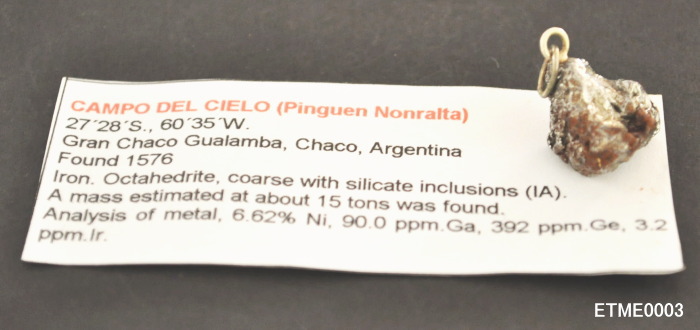 CAMPO DEL CIELO (Pinguen Nonralta)
27´28´S., 60´35´W.
Gran Chaco Gualamba, Chaco, Argentina
Found 1576
Iron. Octahedrite, coarse with silicate inclusions (IA).
A mass estimated at about 15 tons was found.
Analysis of metal, 6.62% Ni, 90.0 ppm.Ga, 392 ppm.Ge, 3.2
ppm.Ir.
ETME0003